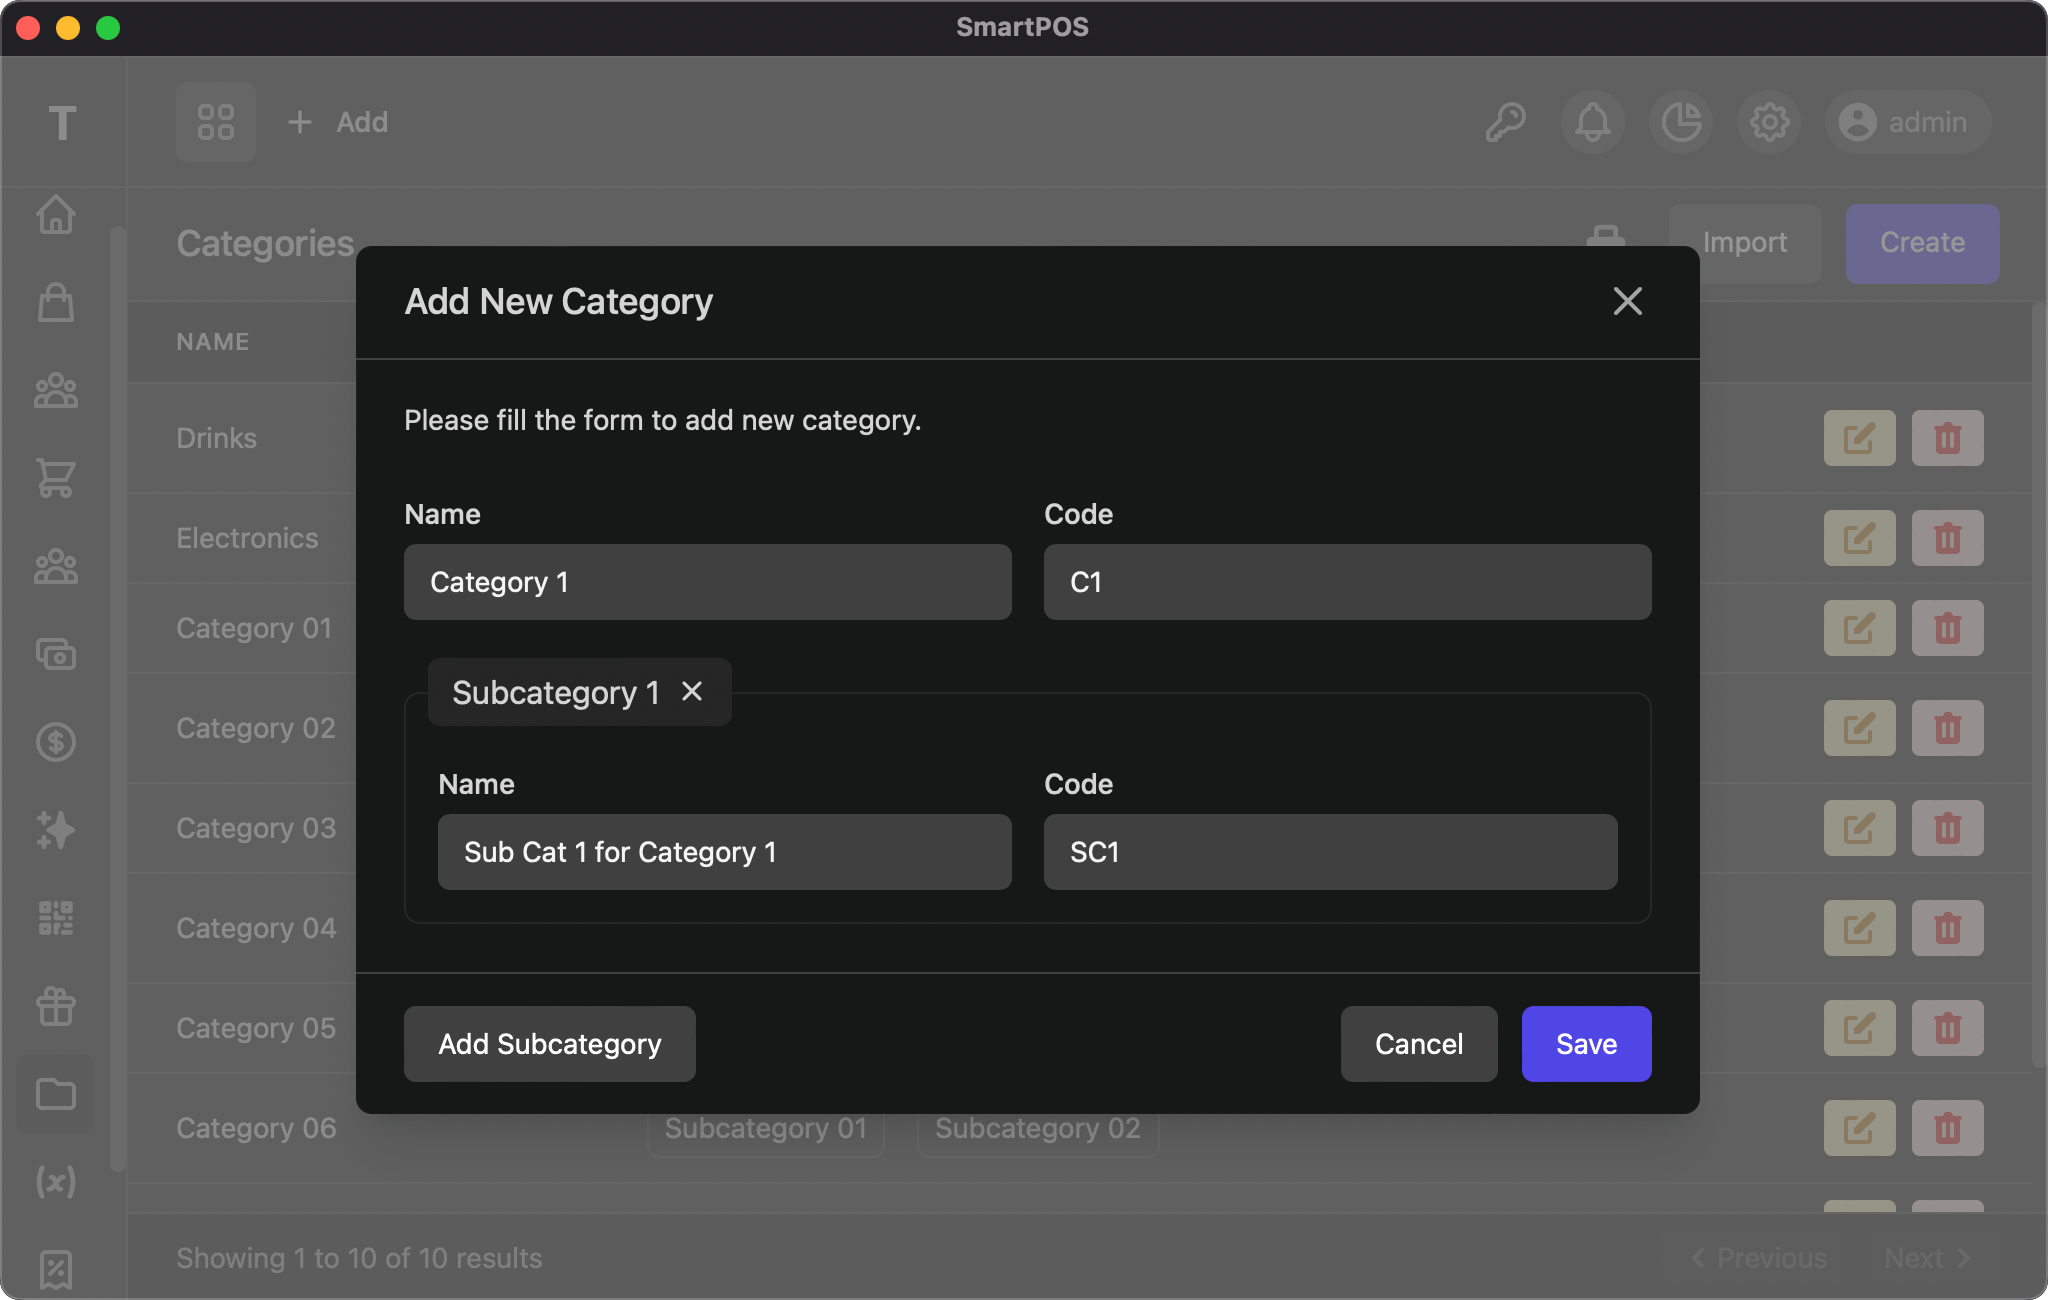 SmartPOS
T
Add
admin
Categories
Import
Create
NAME
Add New Category
Please fill the form to add new category.
Name
Code
Category 1
C1
Subcategory 1
Name
Code
Sub Cat 1 for Category 1
SC1
Add Subcategory
Cancel
Save
Drinks
Electronics
Category 01
Category 02
Category 03
Category 04
Category 05
Category 06
Subcategory 01
Subcategory 02
Showing 1 to 10 of 10 results
Previous
Next